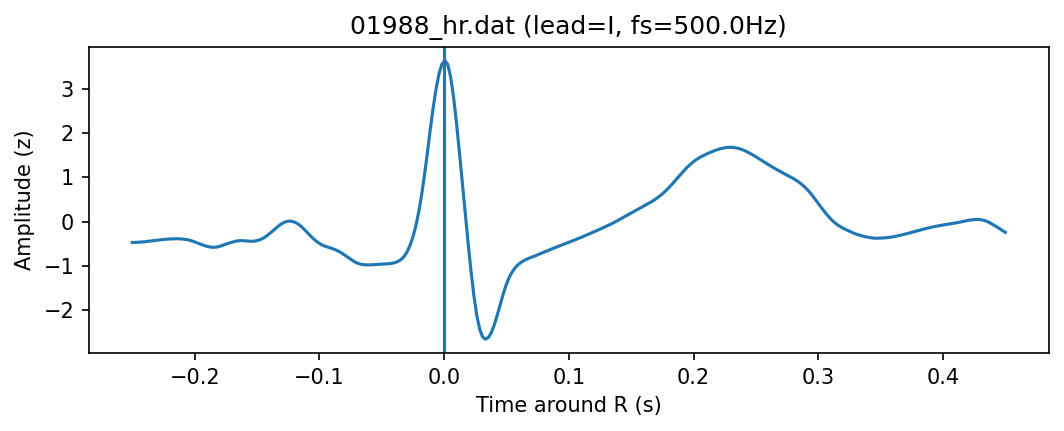 01988_hr.dat (lead=I, fs=500.0Hz)
Amplitude (z)
3
2
1
0
−1
−2
−0.2 −0.1 0.0 0.1 0.2 0.3 0.4
Time around R (s)